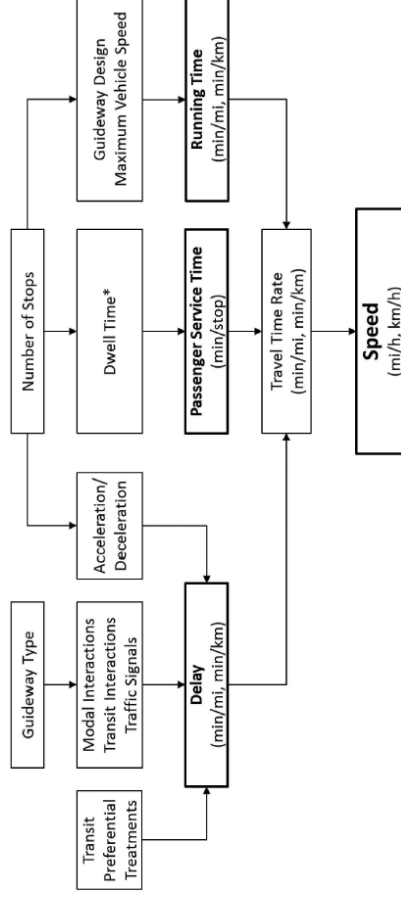 Guideway Type
Number of Stops
Transit
Preferential
Treatments
Modal Interactions
Transit Interactions
Traffic Signals
Acceleration/
Deceleration
Dwell Time*
Guideway Design
Maximum Vehicle Speed
Delay
(min/mi, min/km)
Passenger Service Time
(min/stop)
Running Time
(min/mi, min/km)
Travel Time Rate
(min/mi, min/km)
Speed
(mi/h, km/h)